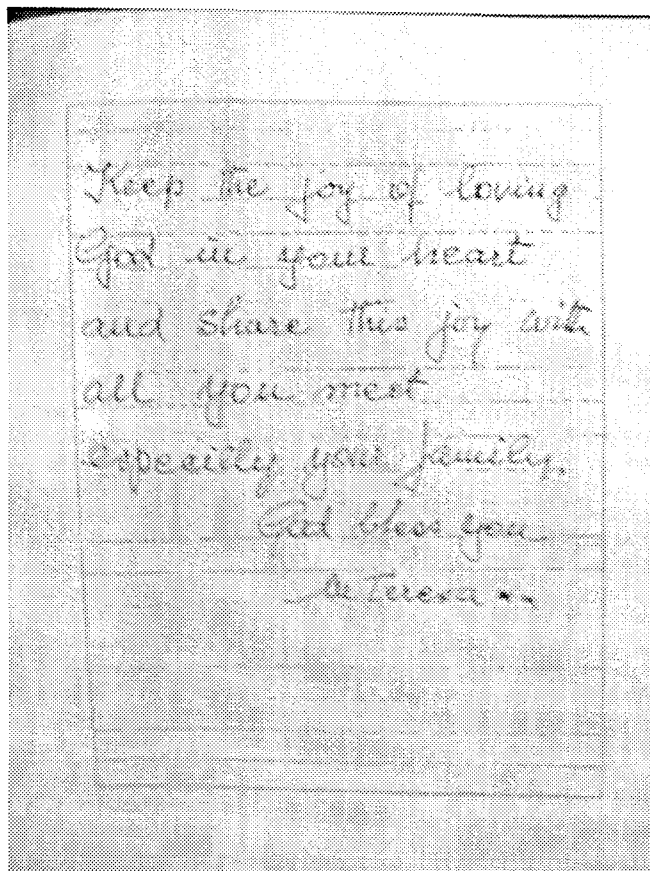 Keep the joy of loving
God in your heart
and share this joy with
all you meet
especially your family.
God bless you
M Teresa